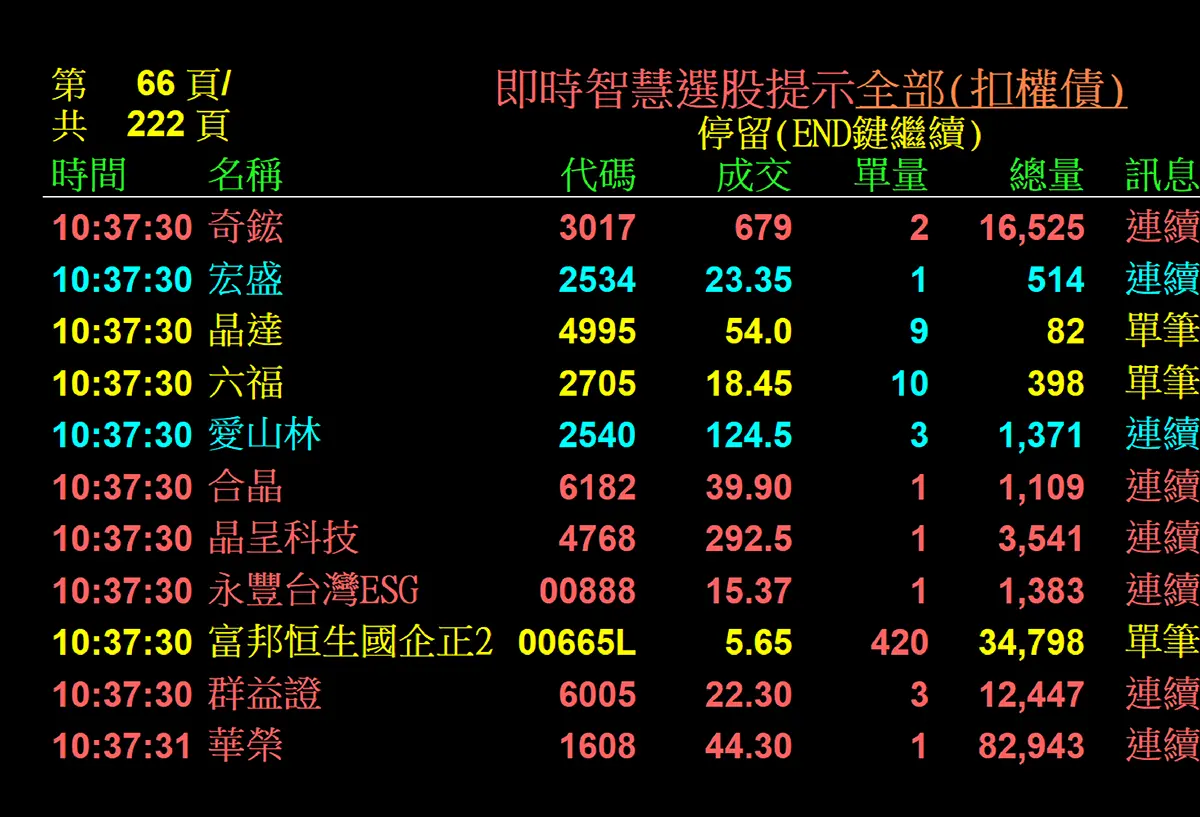 第 66 頁/
共 222 頁
即時智慧選股提示全部(扣權債)
停留(END鍵繼續)
時間 名稱 代碼 成交 單量 總量 訊息
10:37:30 奇鋐 3017 679 2 16,525 連續
10:37:30 宏盛 2534 23.35 1 514 連續
10:37:30 晶達 4995 54.0 9 82 單筆
10:37:30 六福 2705 18.45 10 398 單筆
10:37:30 愛山林 2540 124.5 3 1,371 連續
10:37:30 合晶 6182 39.90 1 1,109 連續
10:37:30 晶呈科技 4768 292.5 1 3,541 連續
10:37:30 永豐台灣ESG 00888 15.37 1 1,383 連續
10:37:30 富邦恒生國企正2 00665L 5.65 420 34,798 單筆
10:37:30 群益證 6005 22.30 3 12,447 連續
10:37:31 華榮 1608 44.30 1 82,943 連續